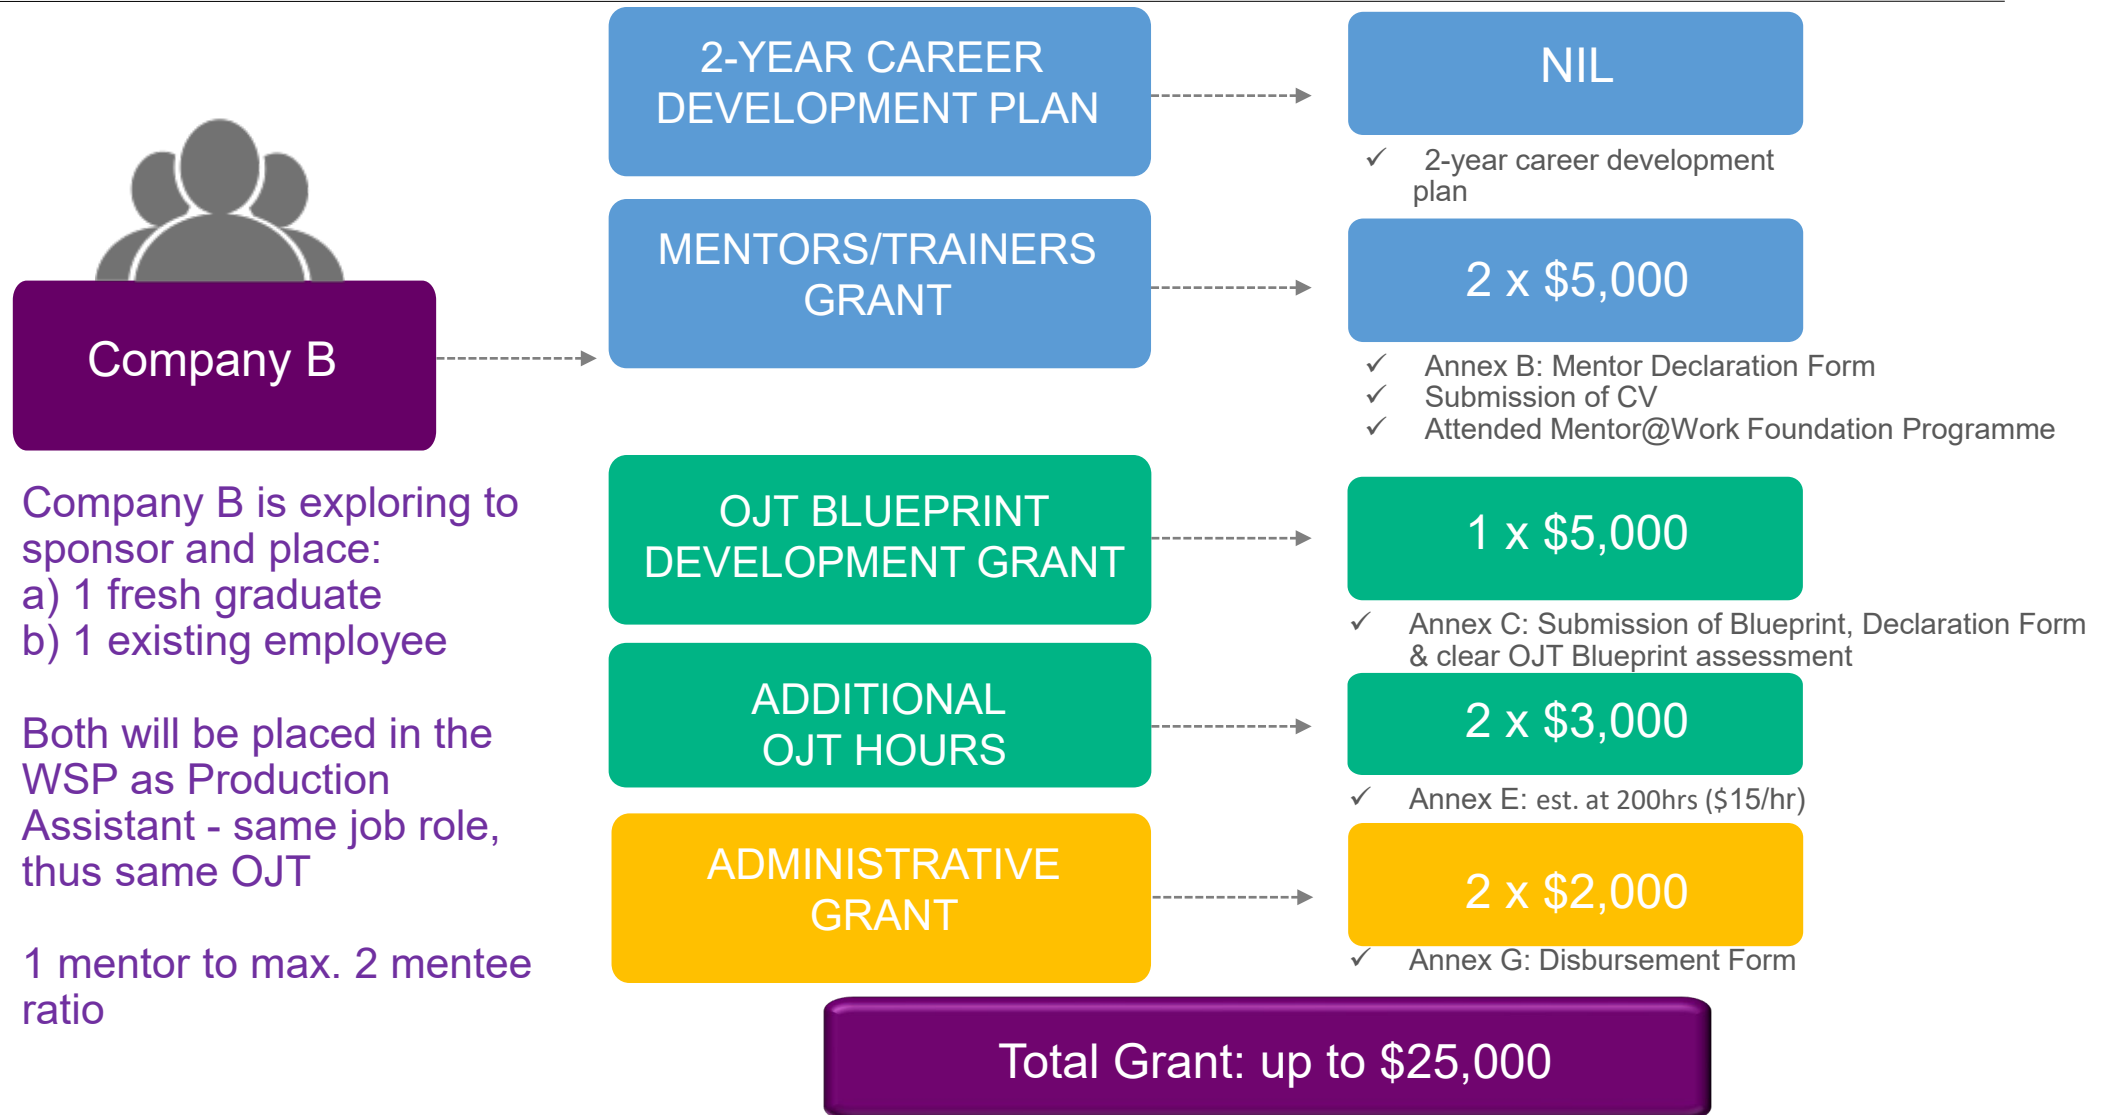 Company B
Company B is exploring to
sponsor and place:
a) 1 fresh graduate
b) 1 existing employee
Both will be placed in the
WSP as Production
Assistant - same job role,
thus same OJT
1 mentor to max. 2 mentee
ratio
2-YEAR CAREER
DEVELOPMENT PLAN
NIL
✓ 2-year career development
plan
MENTORS/TRAINERS
GRANT
2 x $5,000
✓ Annex B: Mentor Declaration Form
✓ Submission of CV
✓ Attended Mentor@Work Foundation Programme
OJT BLUEPRINT
DEVELOPMENT GRANT
1 x $5,000
✓ Annex C: Submission of Blueprint, Declaration Form
& clear OJT Blueprint assessment
ADDITIONAL
OJT HOURS
2 x $3,000
✓ Annex E: est. at 200hrs ($15/hr)
ADMINISTRATIVE
GRANT
2 x $2,000
✓ Annex G: Disbursement Form
Total Grant: up to $25,000